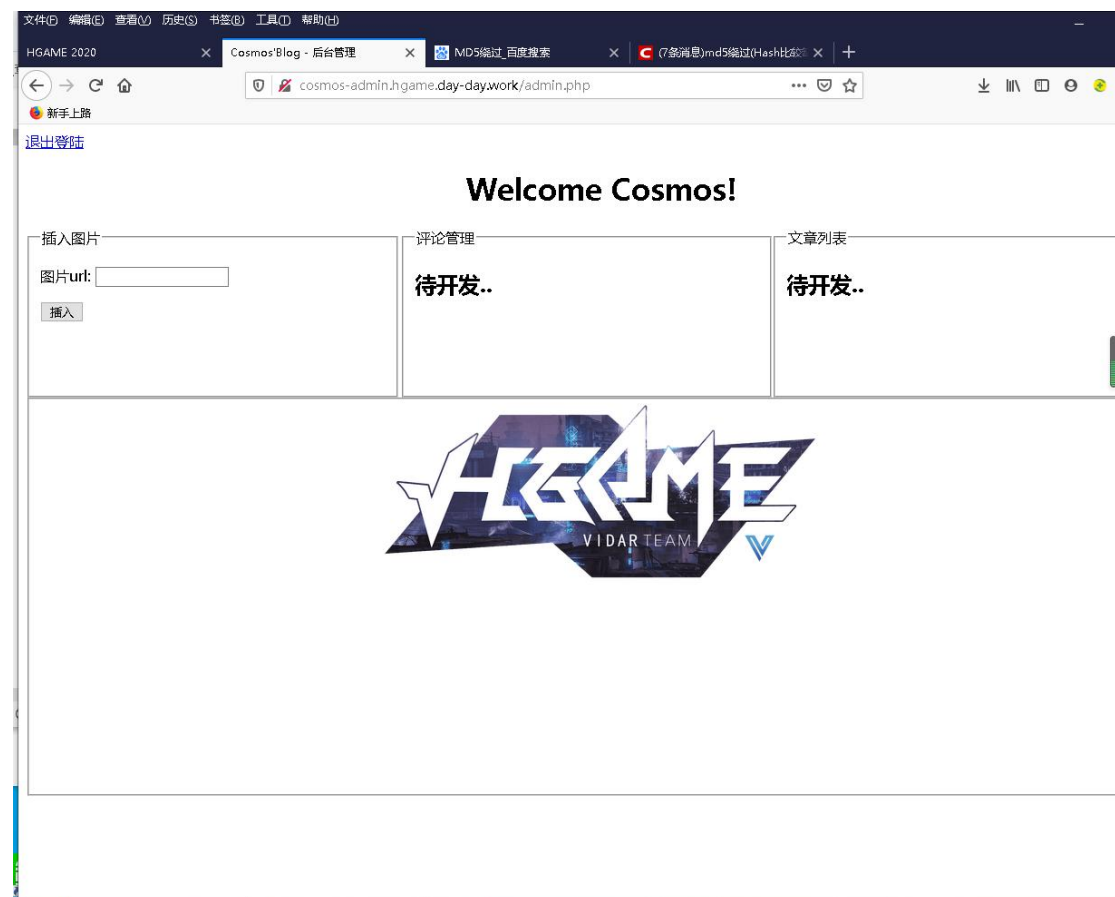 文件(F) 编辑(E) 查看(V) 历史(S) 书签(B) 工具(T) 帮助(H)
HGAME 2020 Cosmos'Blog - 后台管理 MD5绕过_百度搜索 (7条消息)md5绕过(Hash比较
cosmos-admin.hgame.day-day.work/admin.php
新手上路
退出登陆
Welcome Cosmos!
插入图片 评论管理 文章列表
图片url: 待开发.. 待开发..
插入
HGAME
VIDAR TEAM